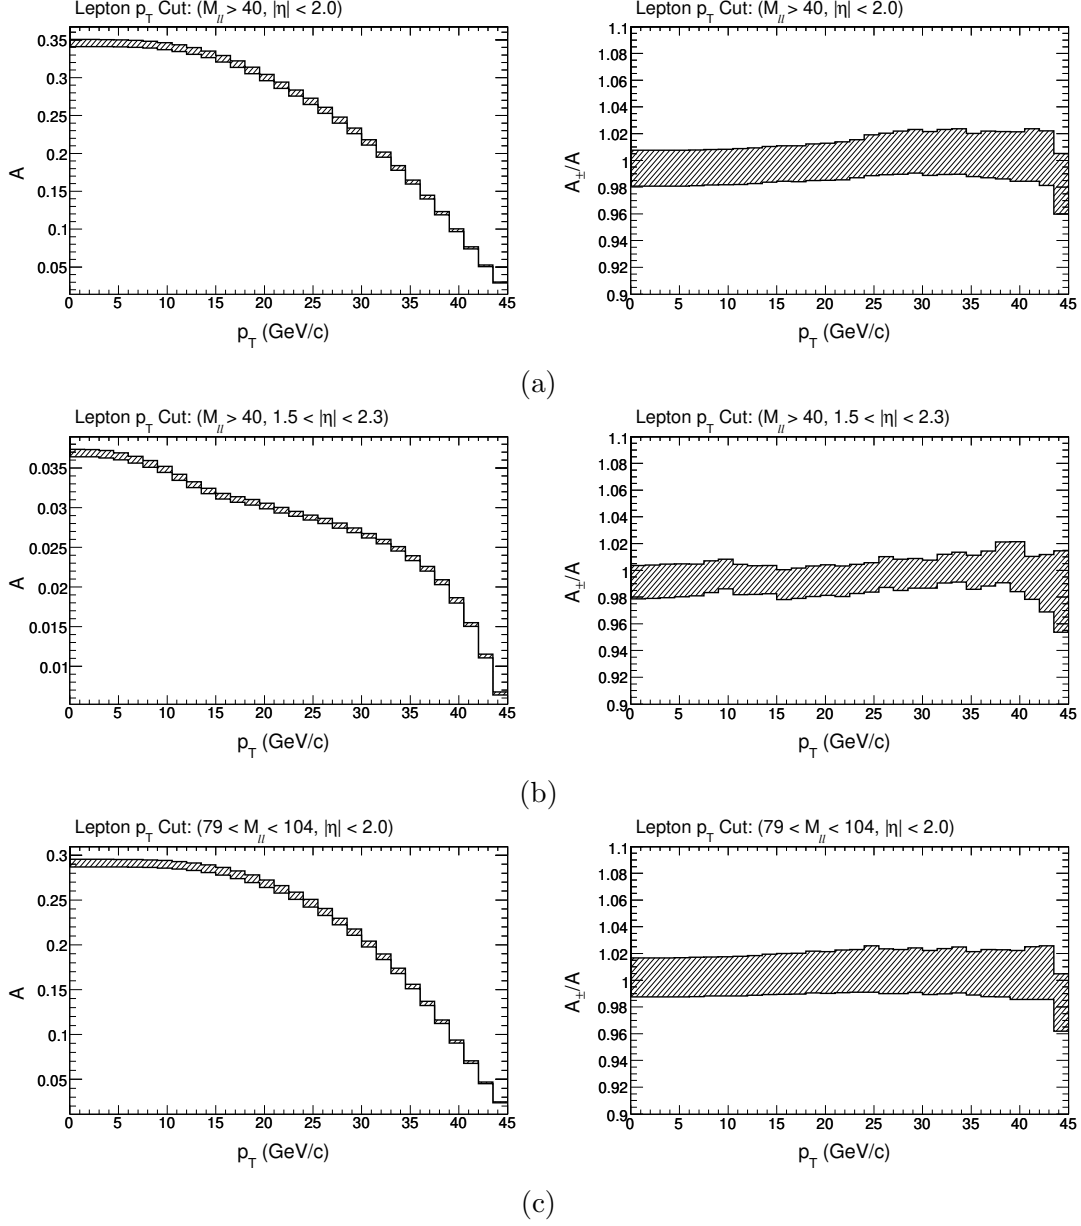 Lepton p_T Cut: (M_ll > 40, |η| < 2.0)
A
0.35
0.3
0.25
0.2
0.15
0.1
0.05
0 5 10 15 20 25 30 35 40 45
p_T (GeV/c)
Lepton p_T Cut: (M_ll > 40, |η| < 2.0)
A_±/A
1.1
1.08
1.06
1.04
1.02
1
0.98
0.96
0.94
0.92
0.9
0 5 10 15 20 25 30 35 40 45
p_T (GeV/c)
(a)
Lepton p_T Cut: (M_ll > 40, 1.5 < |η| < 2.3)
A
0.035
0.03
0.025
0.02
0.015
0.01
0 5 10 15 20 25 30 35 40 45
p_T (GeV/c)
Lepton p_T Cut: (M_ll > 40, 1.5 < |η| < 2.3)
A_±/A
1.1
1.08
1.06
1.04
1.02
1
0.98
0.96
0.94
0.92
0.9
0 5 10 15 20 25 30 35 40 45
p_T (GeV/c)
(b)
Lepton p_T Cut: (79 < M_ll < 104, |η| < 2.0)
A
0.3
0.25
0.2
0.15
0.1
0.05
0 5 10 15 20 25 30 35 40 45
p_T (GeV/c)
Lepton p_T Cut: (79 < M_ll < 104, |η| < 2.0)
A_±/A
1.1
1.08
1.06
1.04
1.02
1
0.98
0.96
0.94
0.92
0.9
0 5 10 15 20 25 30 35 40 45
p_T (GeV/c)
(c)